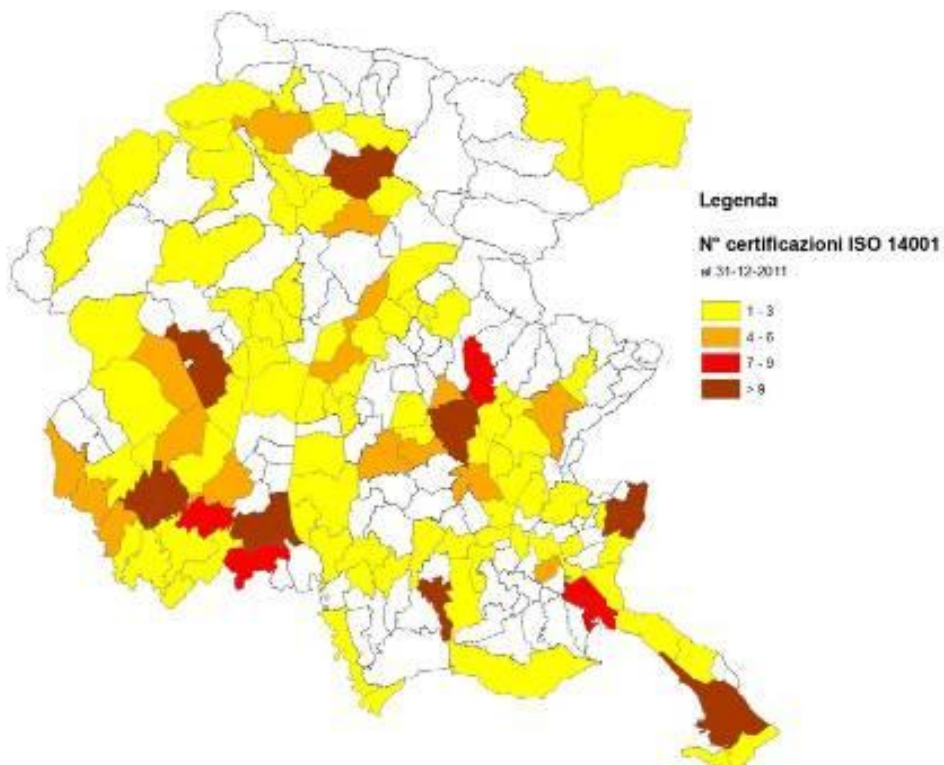 Legenda
N° certificazioni ISO 14001
al 31-12-2011
1 - 3
4 - 6
7 - 9
> 9